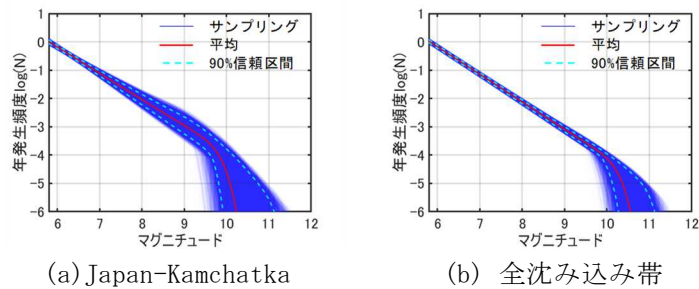 1
0
-1
-2
-3
-4
-5
-6
6 7 8 9 10 11 12
年発生頻度log(N)
マグニチュード
サンプリング
平均
90%信頼区間
(a)Japan-Kamchatka
1
0
-1
-2
-3
-4
-5
-6
6 7 8 9 10 11 12
年発生頻度log(N)
マグニチュード
サンプリング
平均
90%信頼区間
(b) 全沈み込み帯